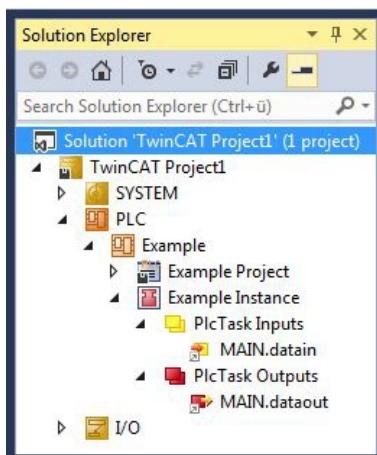 Solution Explorer
Search Solution Explorer (Ctrl+ü)
Solution 'TwinCAT Project1' (1 project)
TwinCAT Project1
SYSTEM
PLC
Example
Example Project
Example Instance
PlcTask Inputs
MAIN.datain
PlcTask Outputs
MAIN.dataout
I/O